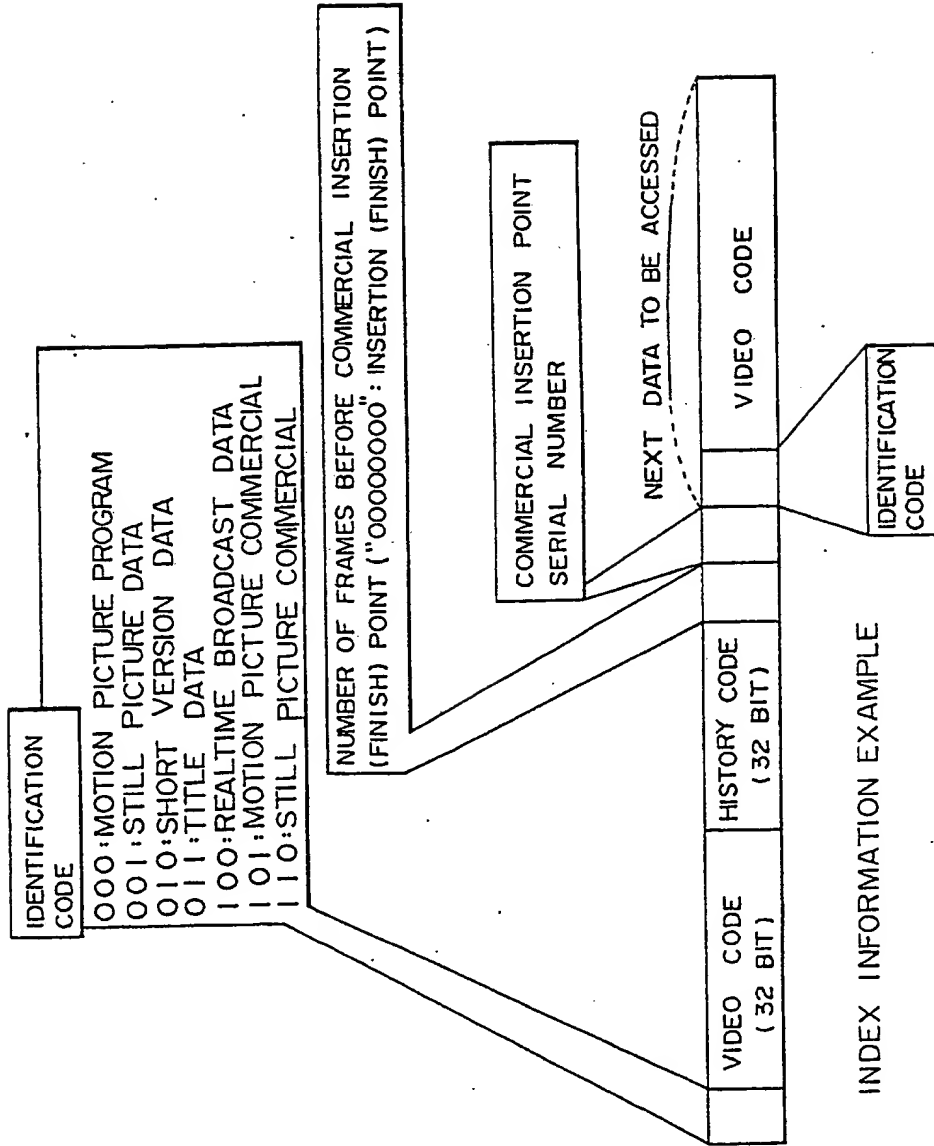 IDENTIFICATION
CODE
000:MOTION PICTURE PROGRAM
001:STILL PICTURE DATA
010:SHORT VERSION DATA
011:TITLE DATA
100:REALTIME BROADCAST DATA
101:MOTION PICTURE COMMERCIAL
110:STILL PICTURE COMMERCIAL
NUMBER OF FRAMES BEFORE COMMERCIAL INSERTION
(FINISH) POINT ("0000000": INSERTION (FINISH) POINT)
COMMERCIAL INSERTION POINT
SERIAL NUMBER
NEXT DATA TO BE ACCESSED
VIDEO CODE
(32 BIT)
HISTORY CODE
(32 BIT)
VIDEO CODE
IDENTIFICATION
CODE
INDEX INFORMATION EXAMPLE